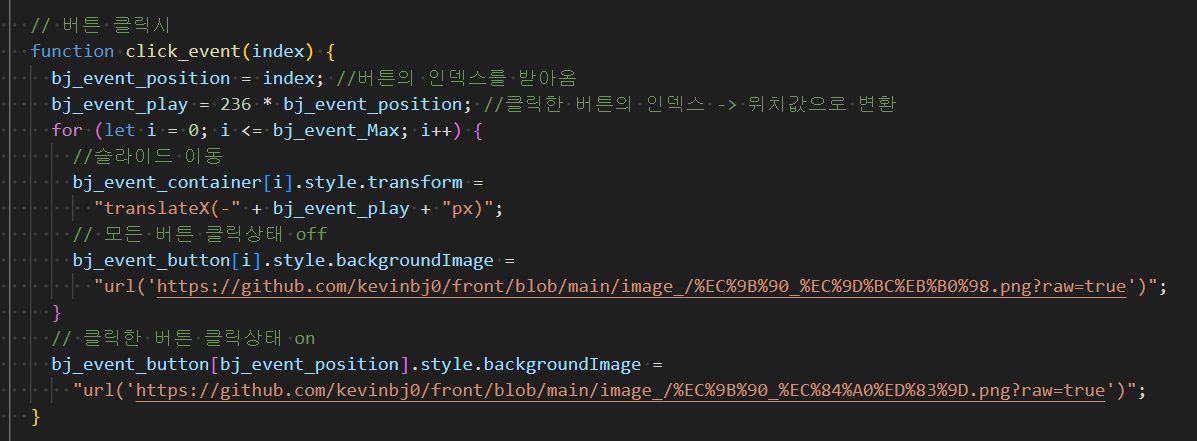 // 버튼 클릭시
function click_event(index) {
bj_event_position = index; //버튼의 인덱스를 받아옴
bj_event_play = 236 * bj_event_position; //클릭한 버튼의 인덱스 -> 위치값으로 변환
for (let i = 0; i <= bj_event_Max; i++) {
//슬라이드 이동
bj_event_container[i].style.transform =
"translateX(-" + bj_event_play + "px)";
// 모든 버튼 클릭상태 off
bj_event_button[i].style.backgroundImage =
"url('https://github.com/kevinbj0/front/blob/main/image_/%EC%9B%90_%EC%9D%BC%EB%B0%98.png?raw=true')";
}
// 클릭한 버튼 클릭상태 on
bj_event_button[bj_event_position].style.backgroundImage =
"url('https://github.com/kevinbj0/front/blob/main/image_/%EC%9B%90_%EC%84%A0%ED%83%9D.png?raw=true')";
}